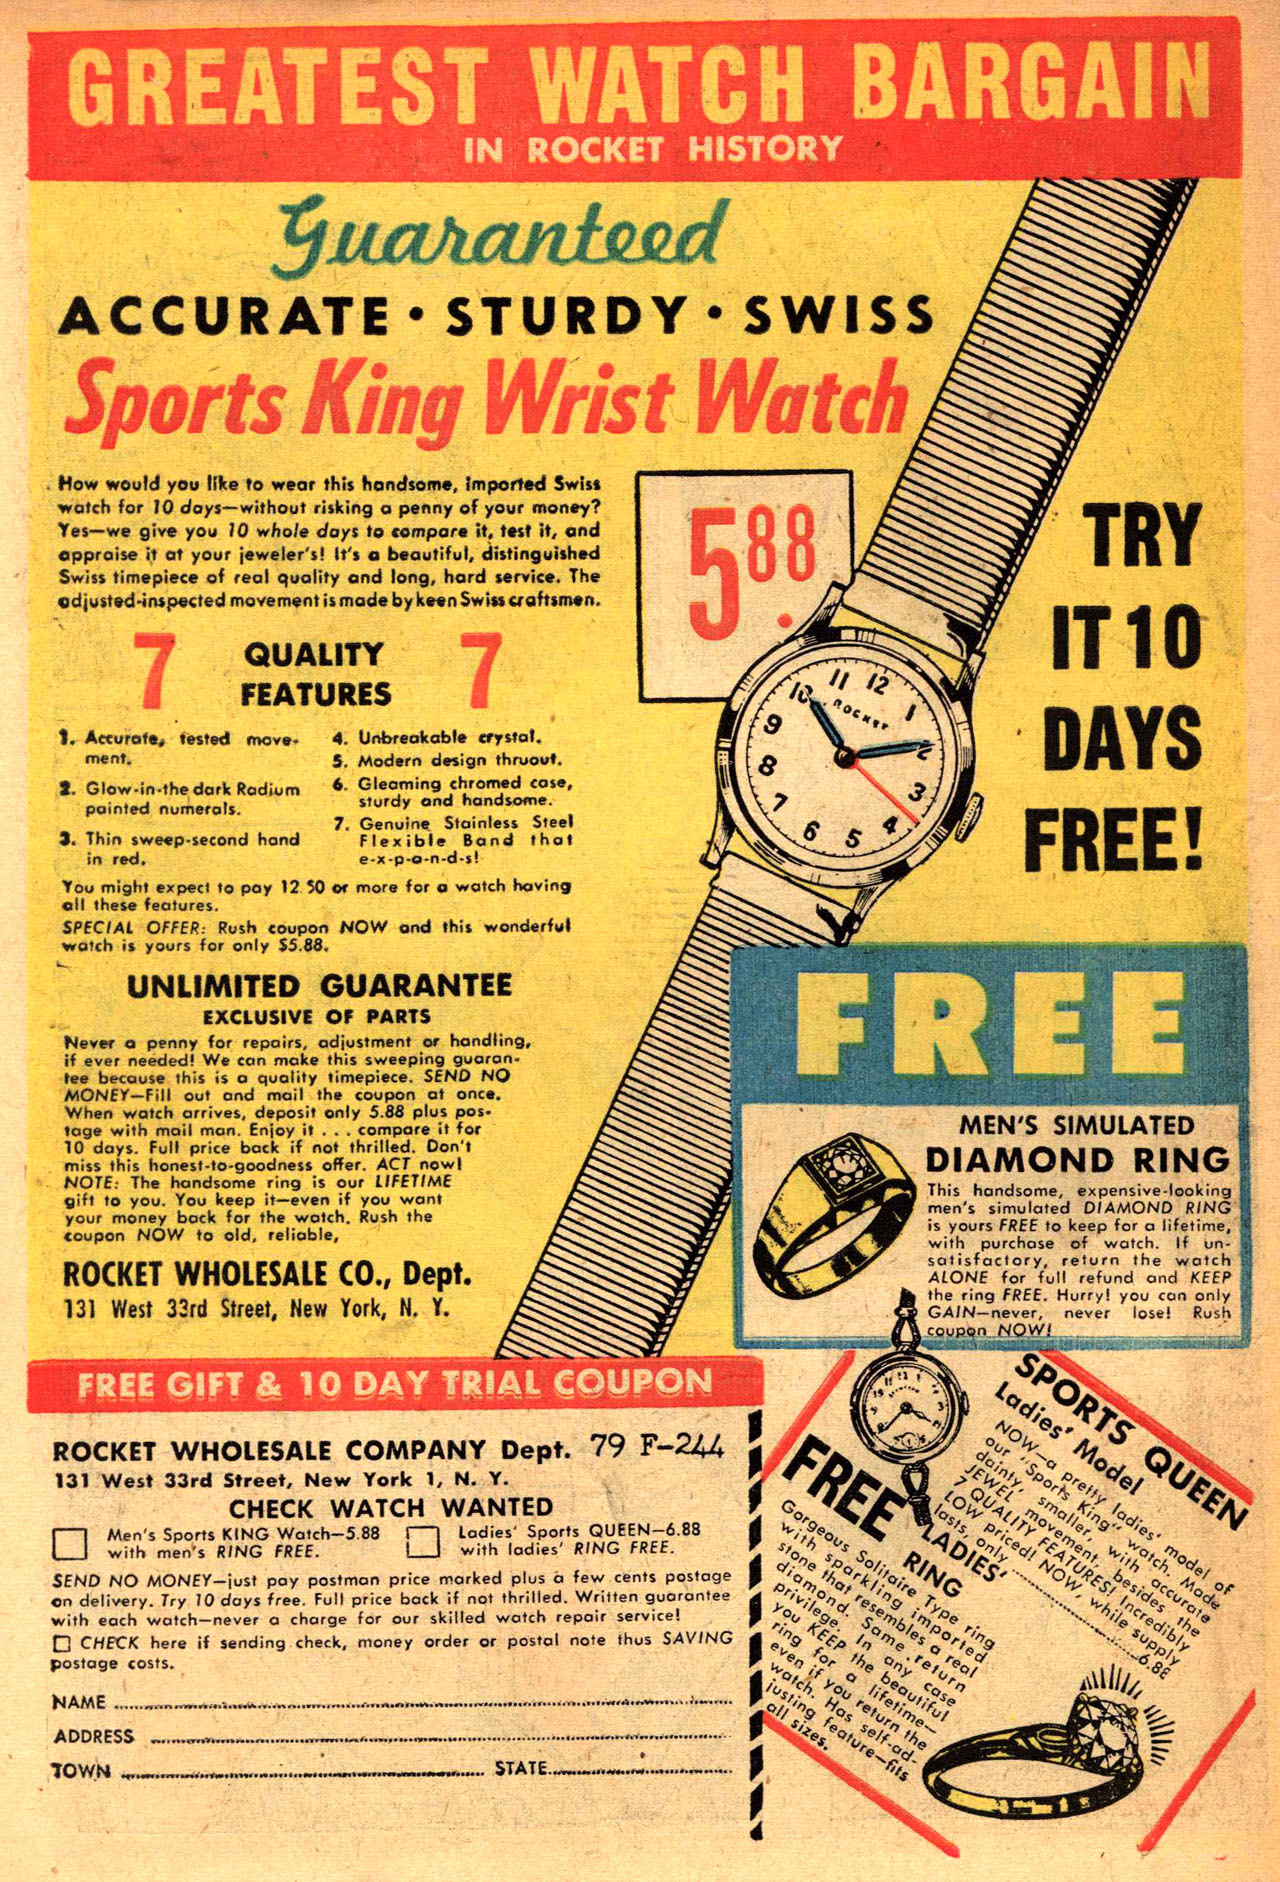 GREATEST WATCH BARGAIN
IN ROCKET HISTORY
Guaranteed
ACCURATE • STURDY • SWISS
Sports King Wrist Watch
How would you like to wear this handsome, imported Swiss
watch for 10 days—without risking a penny of your money?
Yes—we give you 10 whole days to compare it, test it, and
appraise it at your jeweler's! It's a beautiful, distinguished
Swiss timepiece of real quality and long, hard service. The
adjusted-inspected movement is made by keen Swiss craftsmen.
5.88
TRY
IT 10
DAYS
FREE!
7 QUALITY FEATURES 7
1. Accurate, tested move-
ment.
2. Glow-in-the dark Radium
painted numerals.
3. Thin sweep-second hand
in red.
4. Unbreakable crystal.
5. Modern design thruout.
6. Gleaming chromed case,
sturdy and handsome.
7. Genuine Stainless Steel
Flexible Band that
e-x-p-a-n-d-s!
11 12 1 2 3 4 5 6 7 8 9 10
ROCKET
You might expect to pay 12.50 or more for a watch having
all these features.
SPECIAL OFFER: Rush coupon NOW and this wonderful
watch is yours for only $5.88.
UNLIMITED GUARANTEE
EXCLUSIVE OF PARTS
Never a penny for repairs, adjustment or handling,
if ever needed! We can make this sweeping guaran-
tee because this is a quality timepiece. SEND NO
MONEY—Fill out and mail the coupon at once.
When watch arrives, deposit only 5.88 plus pos-
tage with mail man. Enjoy it . . . compare it for
10 days. Full price back if not thrilled. Don't
miss this honest-to-goodness offer. ACT now!
NOTE: The handsome ring is our LIFETIME
gift to you. You keep it—even if you want
your money back for the watch. Rush the
coupon NOW to old, reliable,
ROCKET WHOLESALE CO., Dept.
131 West 33rd Street, New York, N. Y.
FREE
MEN'S SIMULATED
DIAMOND RING
This handsome, expensive-looking
men's simulated DIAMOND RING
is yours FREE to keep for a lifetime,
with purchase of watch. If un-
satisfactory, return the watch
ALONE for full refund and KEEP
the ring FREE. Hurry! you can only
GAIN—never, never lose! Rush
coupon NOW!
FREE GIFT & 10 DAY TRIAL COUPON
ROCKET WHOLESALE COMPANY Dept. 79 F-244
131 West 33rd Street, New York 1, N. Y.
CHECK WATCH WANTED
Men's Sports KING Watch—5.88
with men's RING FREE.
Ladies' Sports QUEEN—6.88
with ladies' RING FREE.
SEND NO MONEY—just pay postman price marked plus a few cents postage
on delivery. Try 10 days free. Full price back if not thrilled. Written guarantee
with each watch—never a charge for our skilled watch repair service!
CHECK here if sending check, money order or postal note thus SAVING
postage costs.
NAME
ADDRESS
TOWN STATE
SPORTS QUEEN
Ladies' Model
NOW—a pretty ladies' model of
our "Sports King" watch. Made
dainty, smaller, with accurate
JEWEL movement, besides the
7 QUALITY FEATURES! Incredibly
LOW priced! NOW, while supply
lasts, only 6.88
FREE LADIES'
RING
Gorgeous Solitaire Type ring
with sparkling imported
stone that resembles a real
diamond. Same return
privilege. In any case
you KEEP the beautiful
ring for a lifetime—
even if you return the
watch. Has self-ad-
justing feature—fits
all sizes.